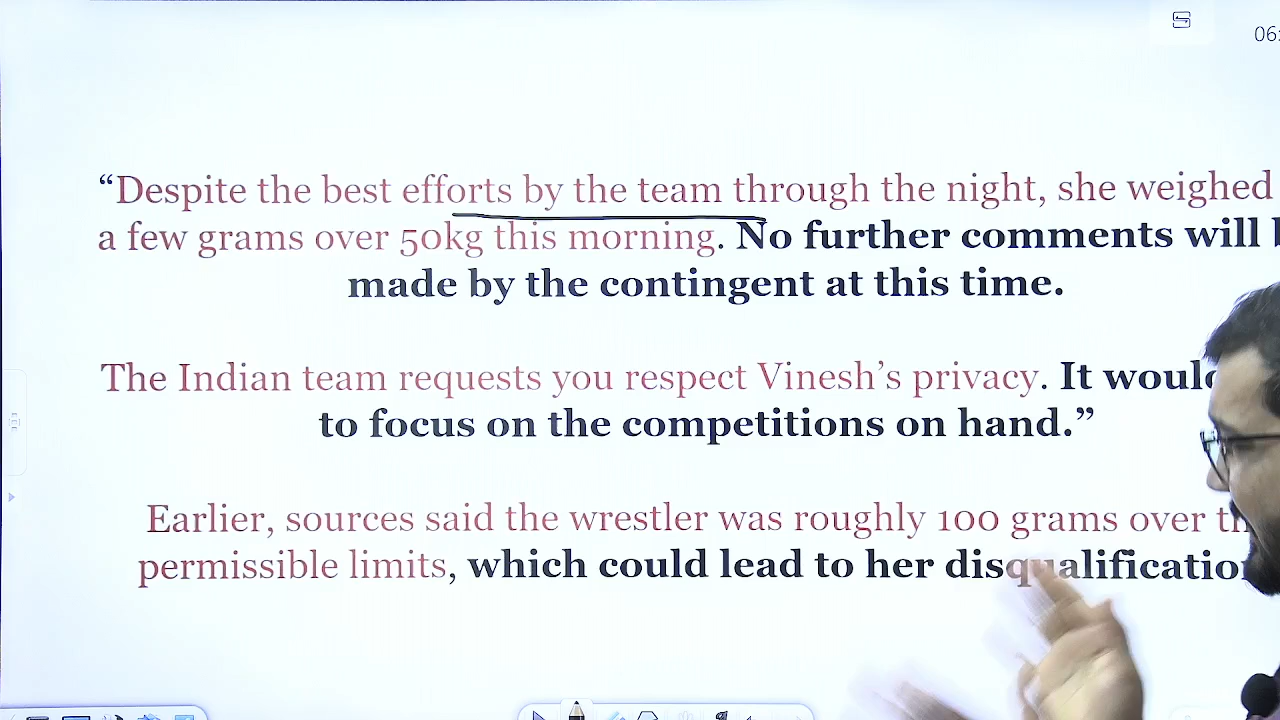 06:
“Despite the best efforts by the team through the night, she weighed
a few grams over 50kg this morning. No further comments will
made by the contingent at this time.
The Indian team requests you respect Vinesh’s privacy. It would
to focus on the competitions on hand.”
Earlier, sources said the wrestler was roughly 100 grams over
permissible limits, which could lead to her disqualification